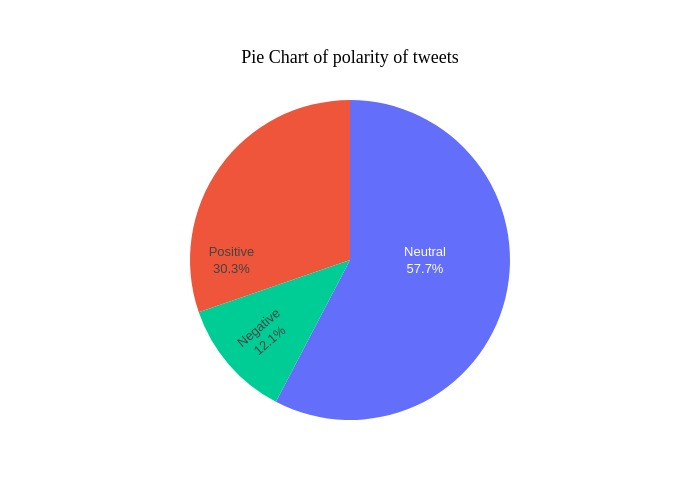 Pie Chart of polarity of tweets
Neutral
57.7%
Positive
30.3%
Negative
12.1%